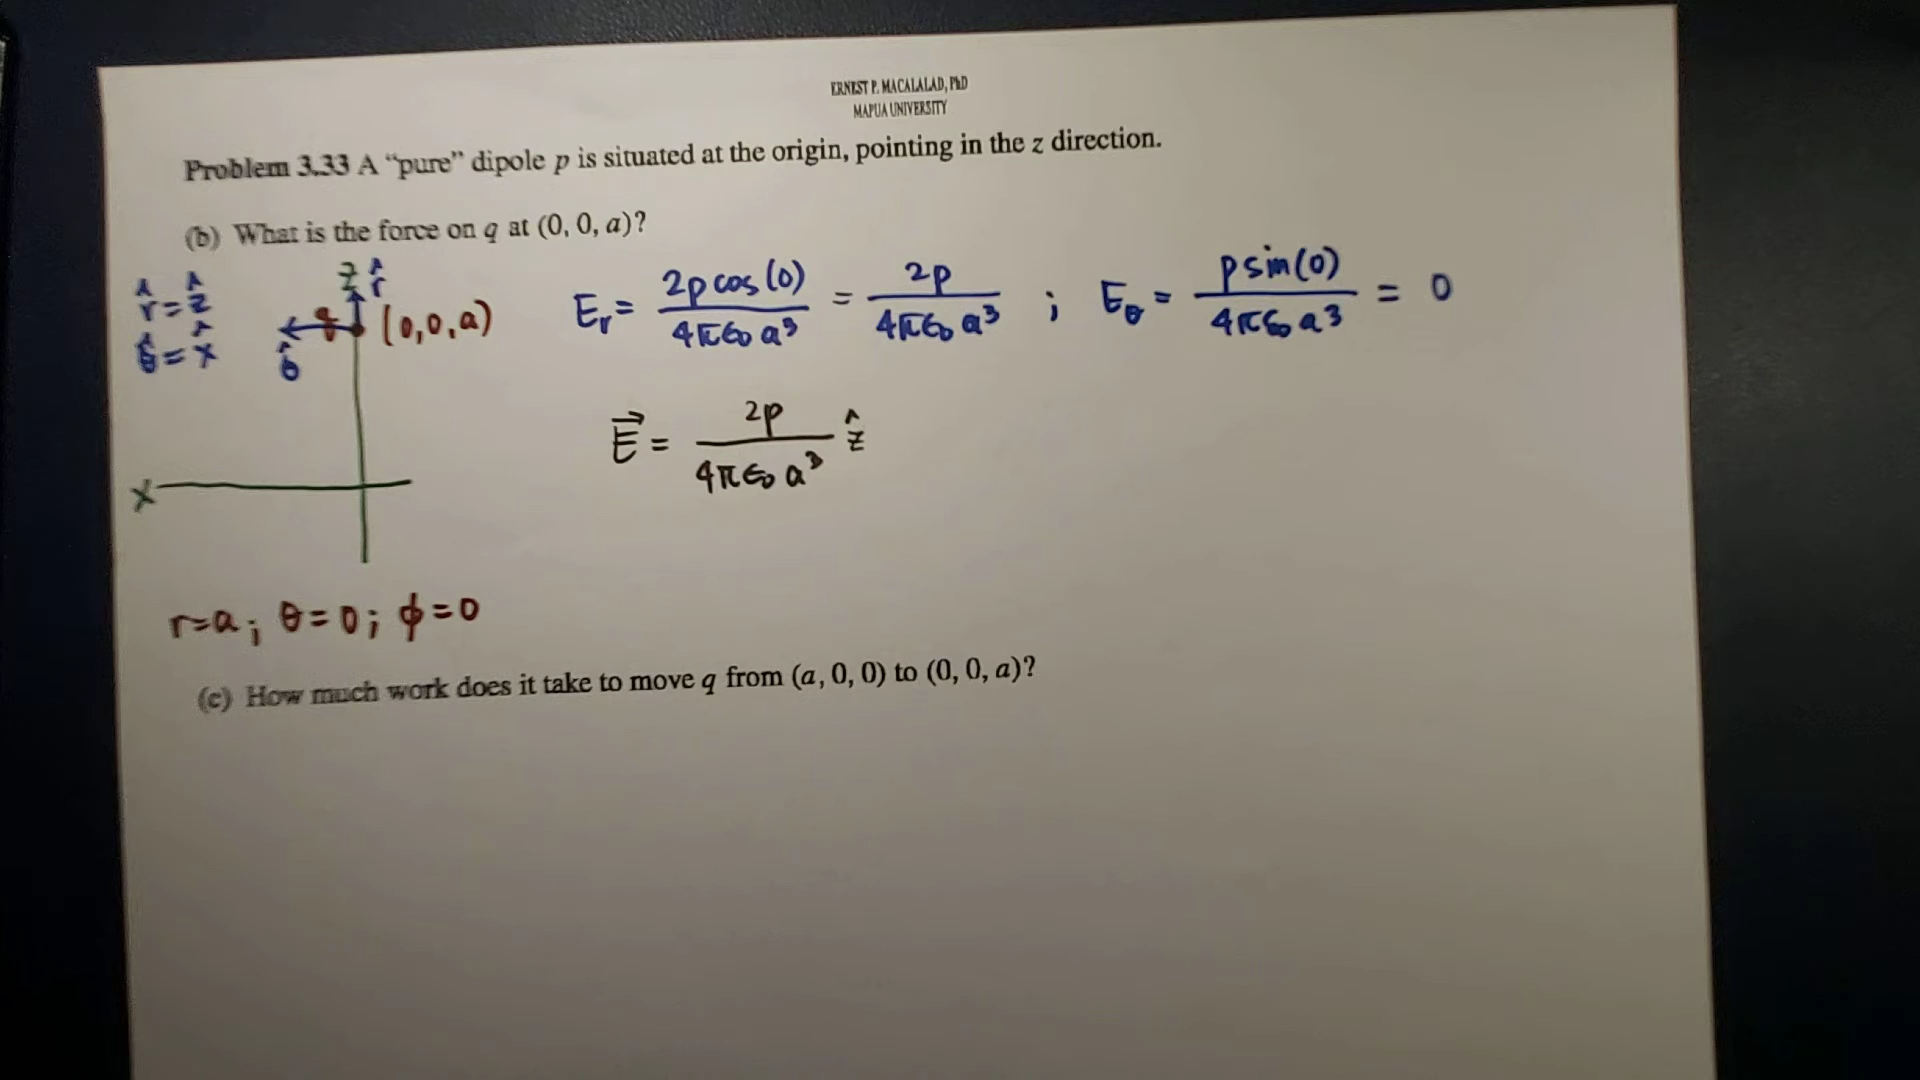 ERNEST P. MACALALAD, PhD
MAPUA UNIVERSITY
Problem 3.33 A “pure” dipole p is situated at the origin, pointing in the z direction.
(b) What is the force on q at (0, 0, a)?
r̂ = ẑ
θ̂ = x̂
z r̂
q (0,0,a)
θ̂
x
E_r = 2p cos(0) / 4πε₀ a³ = 2p / 4πε₀ a³ ; E_θ = p sin(0) / 4πε₀ a³ = 0
E⃗ = 2p / 4πε₀ a³ ẑ
r=a; θ=0; ϕ=0
(c) How much work does it take to move q from (a, 0, 0) to (0, 0, a)?